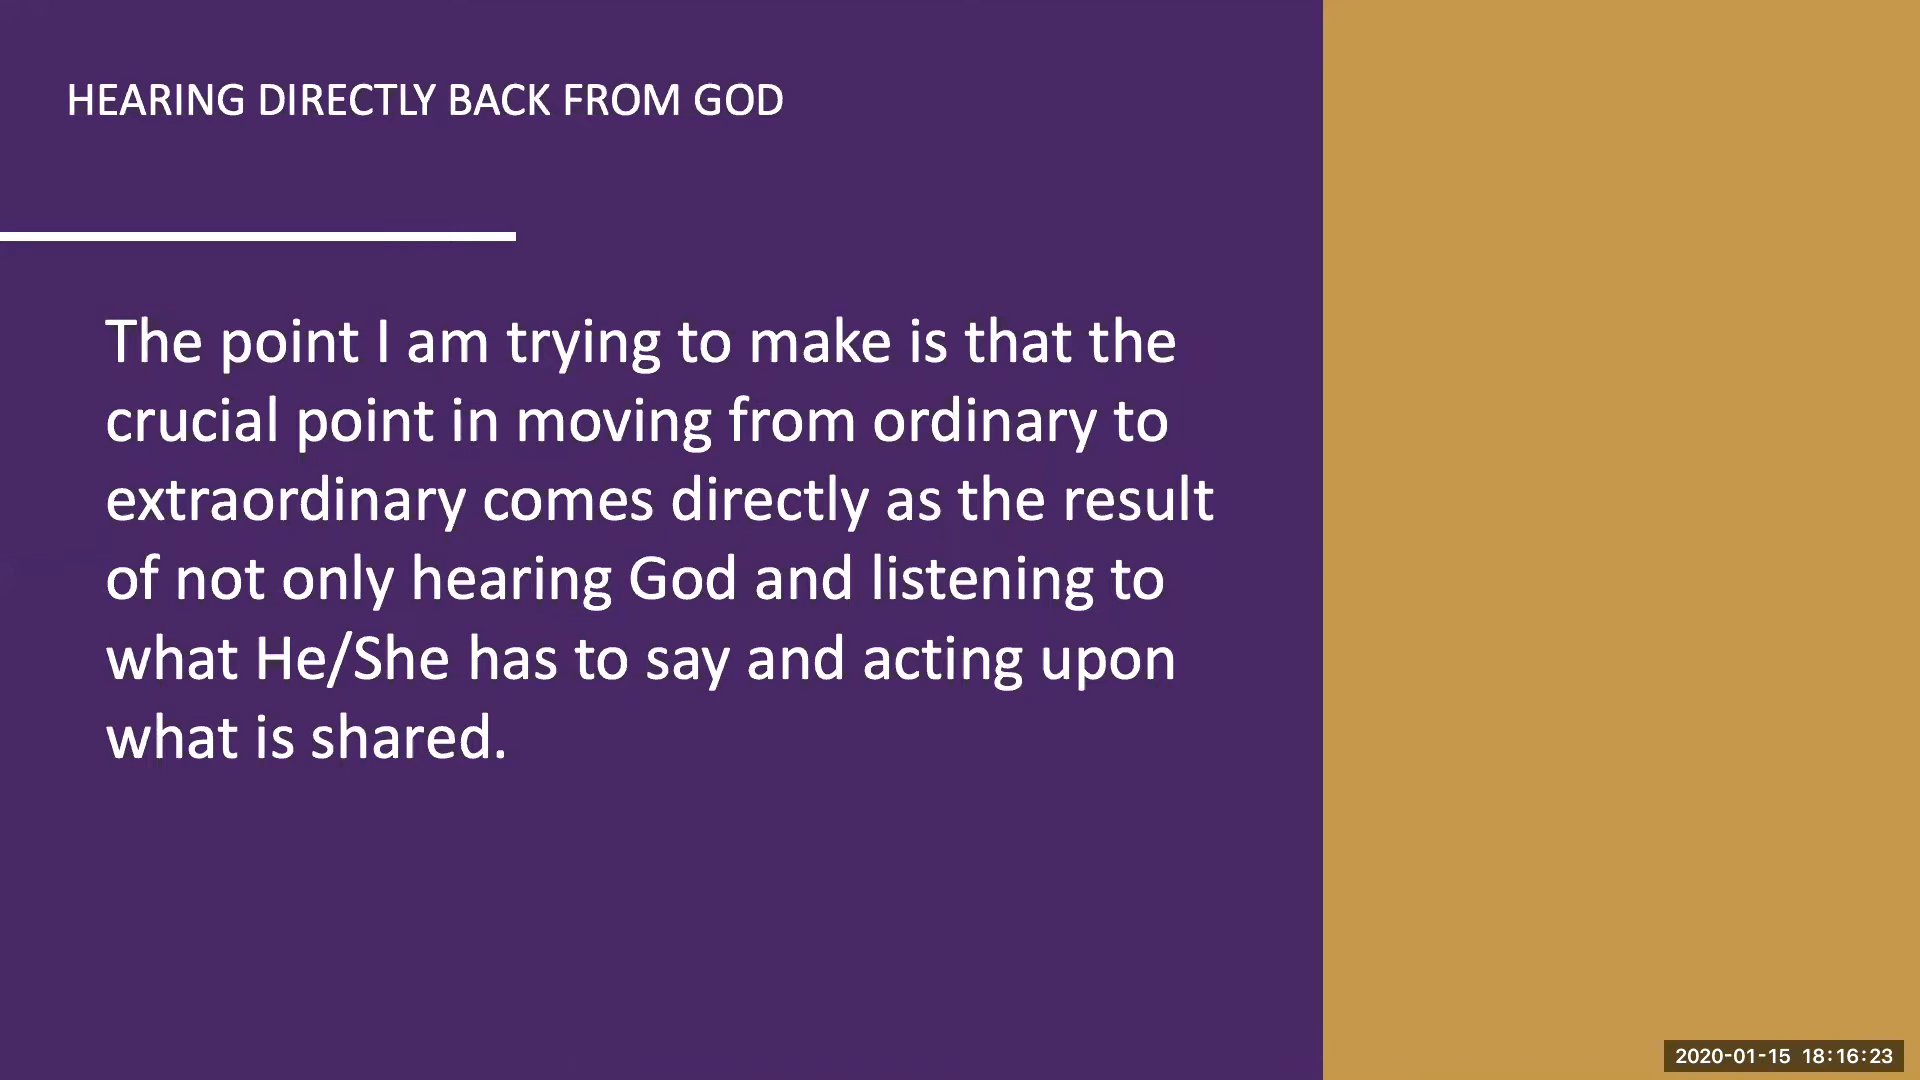 HEARING DIRECTLY BACK FROM GOD
The point I am trying to make is that the
crucial point in moving from ordinary to
extraordinary comes directly as the result
of not only hearing God and listening to
what He/She has to say and acting upon
what is shared.
2020-01-15 18:16:23